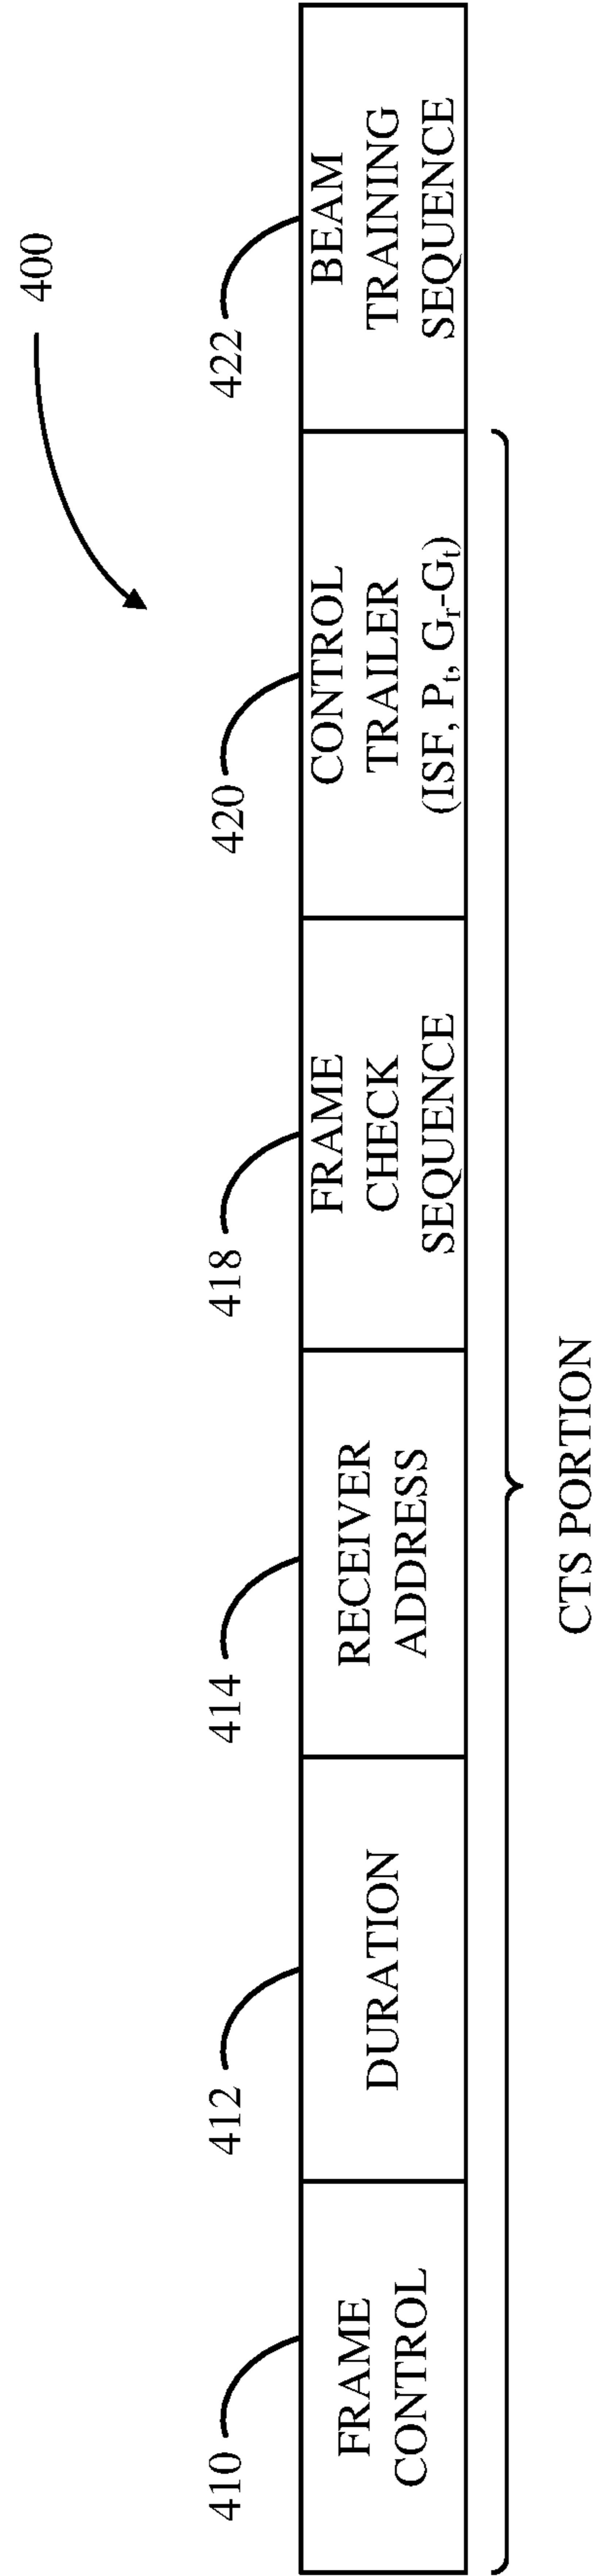 400
410
412
414
418
420
422
FRAME
CONTROL
DURATION
RECEIVER
ADDRESS
FRAME
CHECK
SEQUENCE
CONTROL
TRAILER
(ISF, Pt, Gr-Gt)
BEAM
TRAINING
SEQUENCE
CTS PORTION